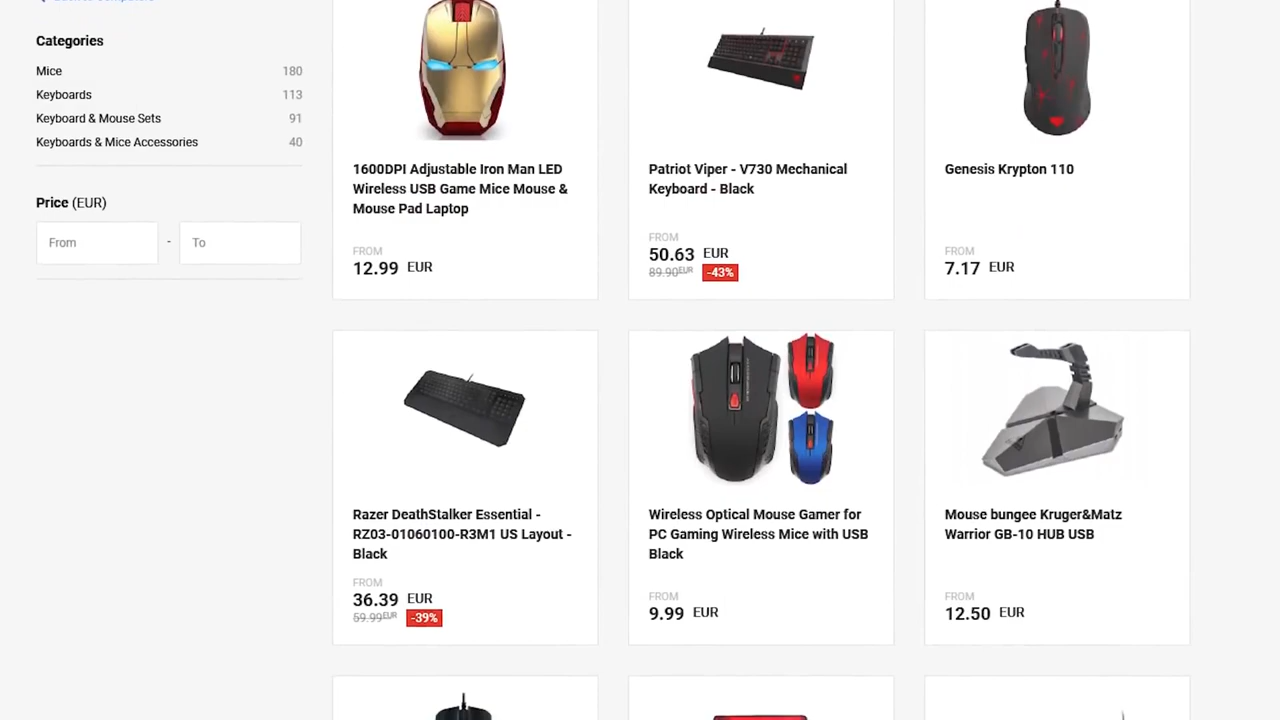 Categories
Mice 180
Keyboards 113
Keyboard & Mouse Sets 91
Keyboards & Mice Accessories 40
Price (EUR)
From - To
1600DPI Adjustable Iron Man LED
Wireless USB Game Mice Mouse &
Mouse Pad Laptop
FROM
12.99 EUR
Patriot Viper - V730 Mechanical
Keyboard - Black
FROM
50.63 EUR
89.90EUR -43%
Genesis Krypton 110
FROM
7.17 EUR
Razer DeathStalker Essential -
RZ03-01060100-R3M1 US Layout -
Black
FROM
36.39 EUR
59.99EUR -39%
Wireless Optical Mouse Gamer for
PC Gaming Wireless Mice with USB
Black
FROM
9.99 EUR
Mouse bungee Kruger&Matz
Warrior GB-10 HUB USB
FROM
12.50 EUR